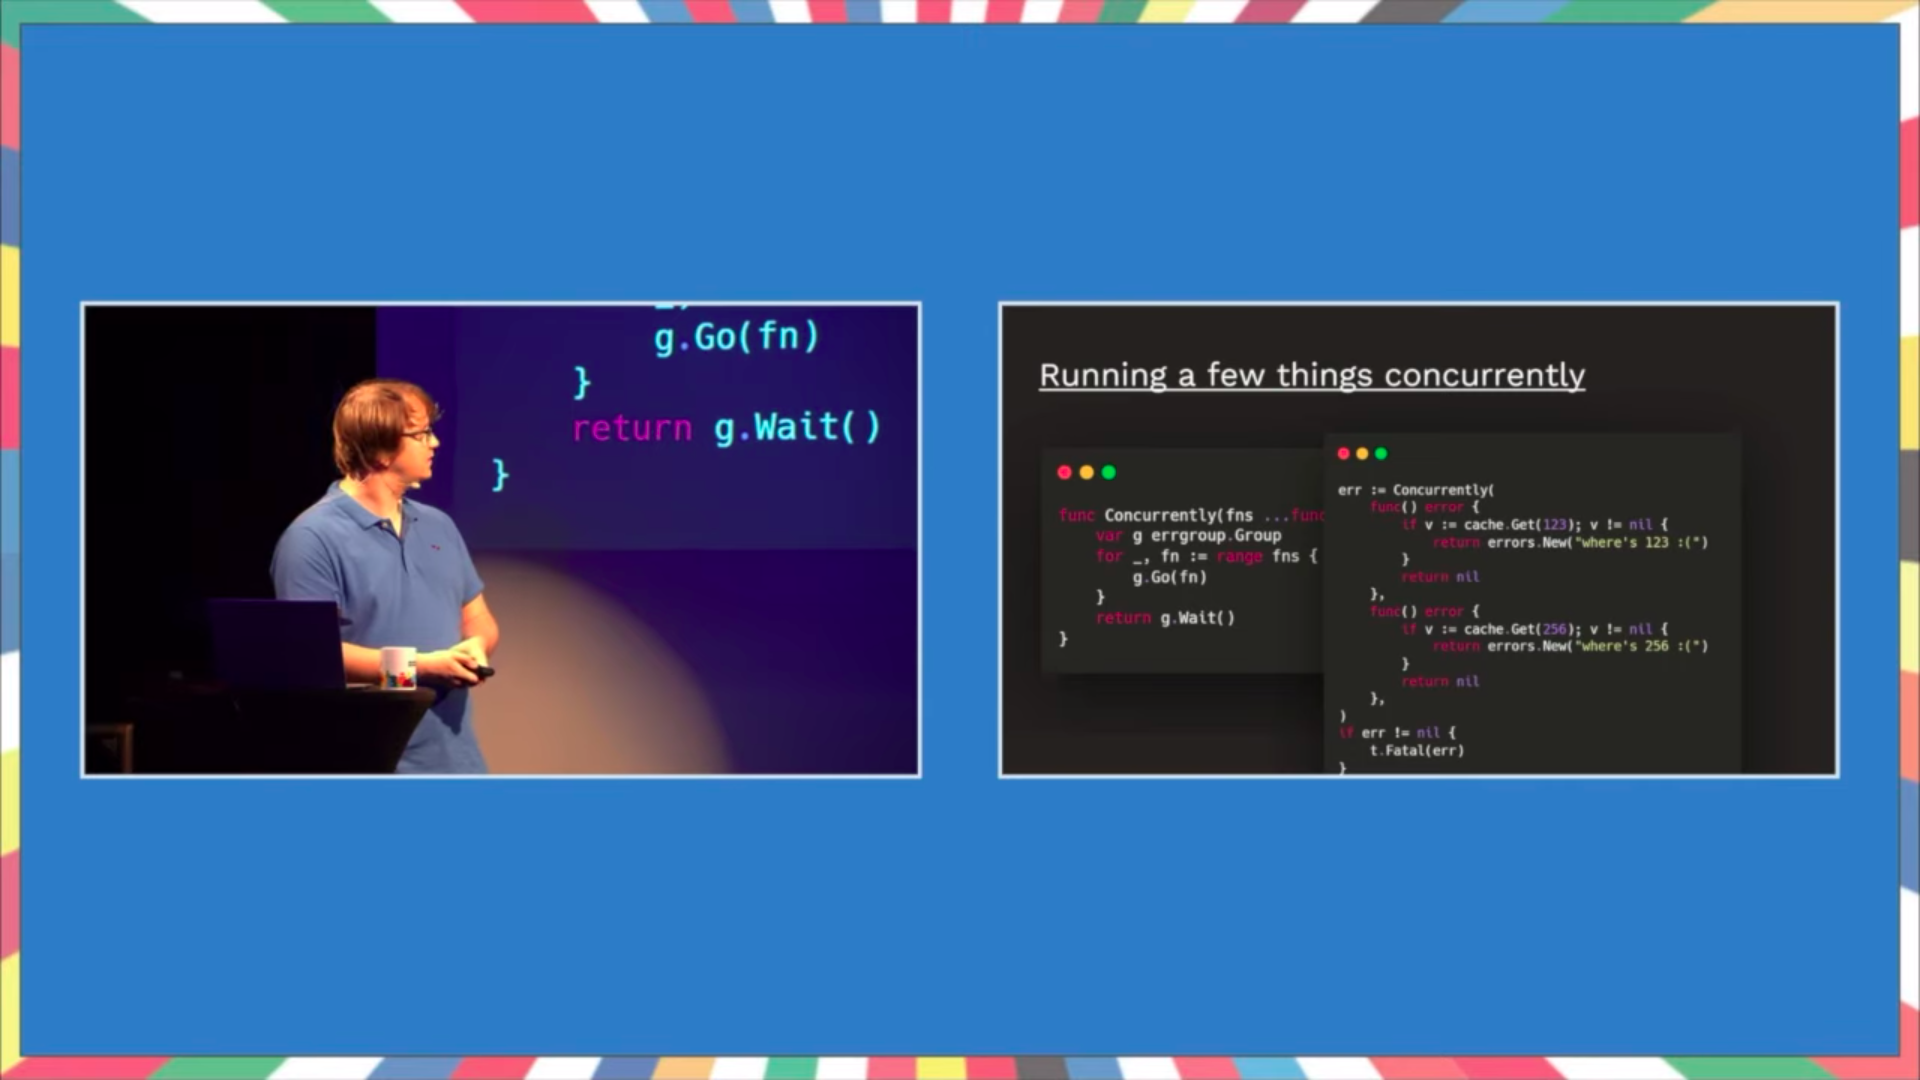 g.Go(fn)
}
return g.Wait()
}
Running a few things concurrently
func Concurrently(fns ...func
var g errgroup.Group
for _, fn := range fns {
g.Go(fn)
}
return g.Wait()
}
err := Concurrently(
func() error {
if v := cache.Get(123); v != nil {
return errors.New("where's 123 :(")
}
return nil
},
func() error {
if v := cache.Get(256); v != nil {
return errors.New("where's 256 :(")
}
return nil
},
)
if err != nil {
t.Fatal(err)
}